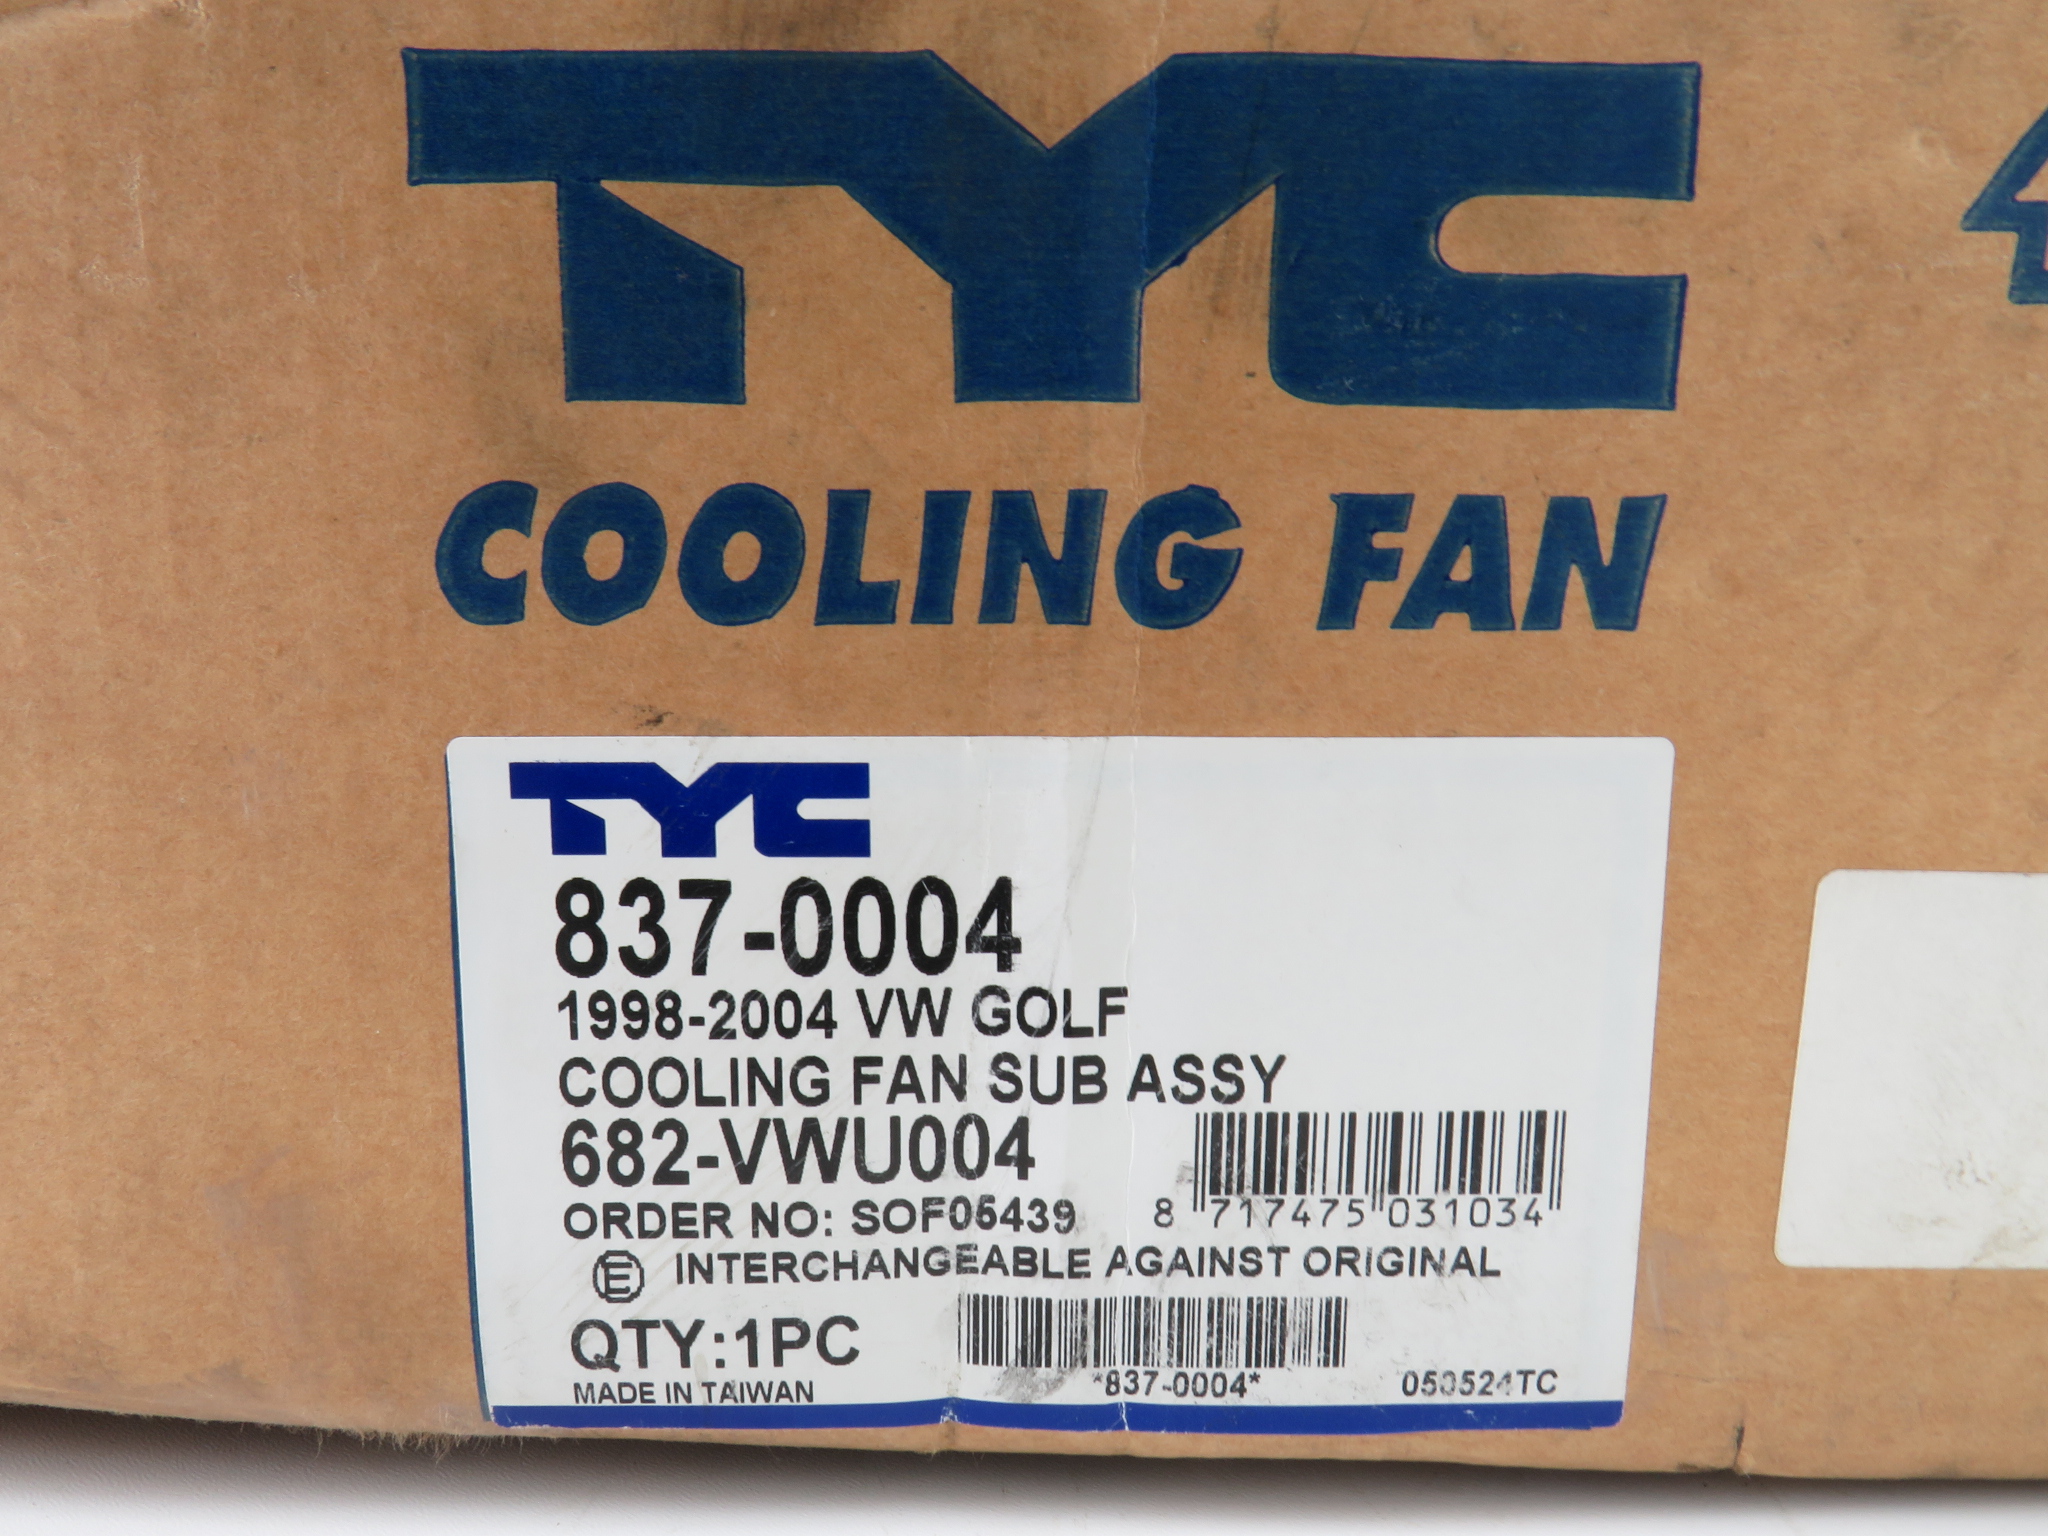 TYC
COOLING FAN
TYC
837-0004
1998-2004 VW GOLF
COOLING FAN SUB ASSY
682-VWU004
ORDER NO: SOF05439
8 717475 031034
E INTERCHANGEABLE AGAINST ORIGINAL
QTY:1PC
MADE IN TAIWAN
*837-0004*
050524TC